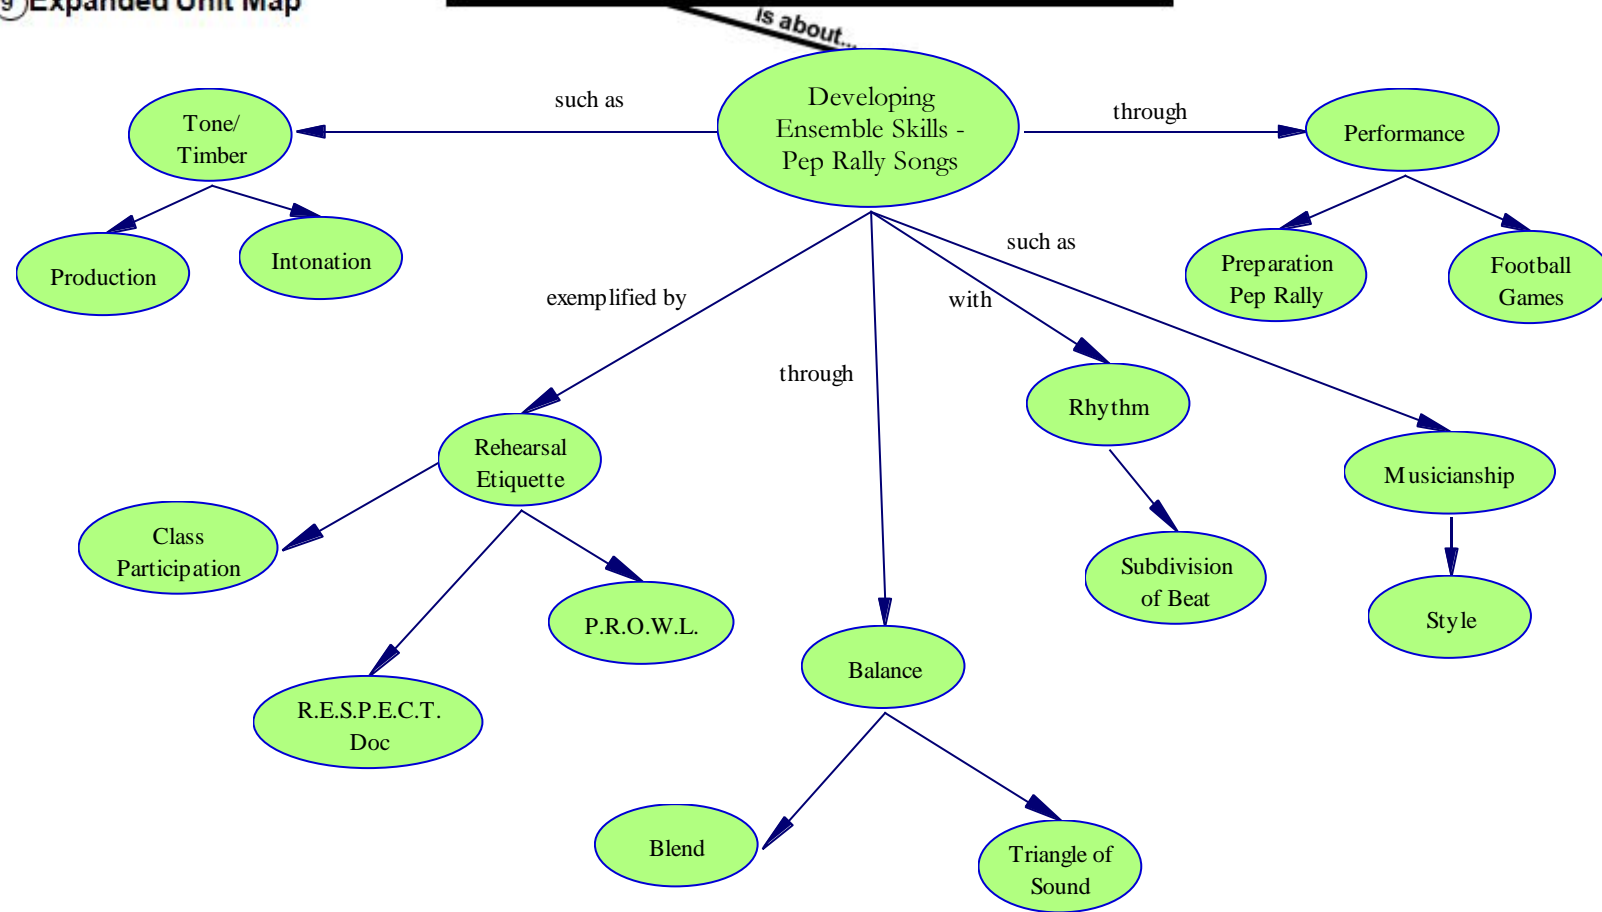 9 Expanded Unit Map
is about...
Developing
Ensemble Skills -
Pep Rally Songs
such as
Tone/
Timber
Production
Intonation
through
Performance
Preparation
Pep Rally
Football
Games
exemplified by
Rehearsal
Etiquette
Class
Participation
R.E.S.P.E.C.T.
Doc
P.R.O.W.L.
through
Balance
Blend
Triangle of
Sound
with
Rhythm
Subdivision
of Beat
such as
Musicianship
Style